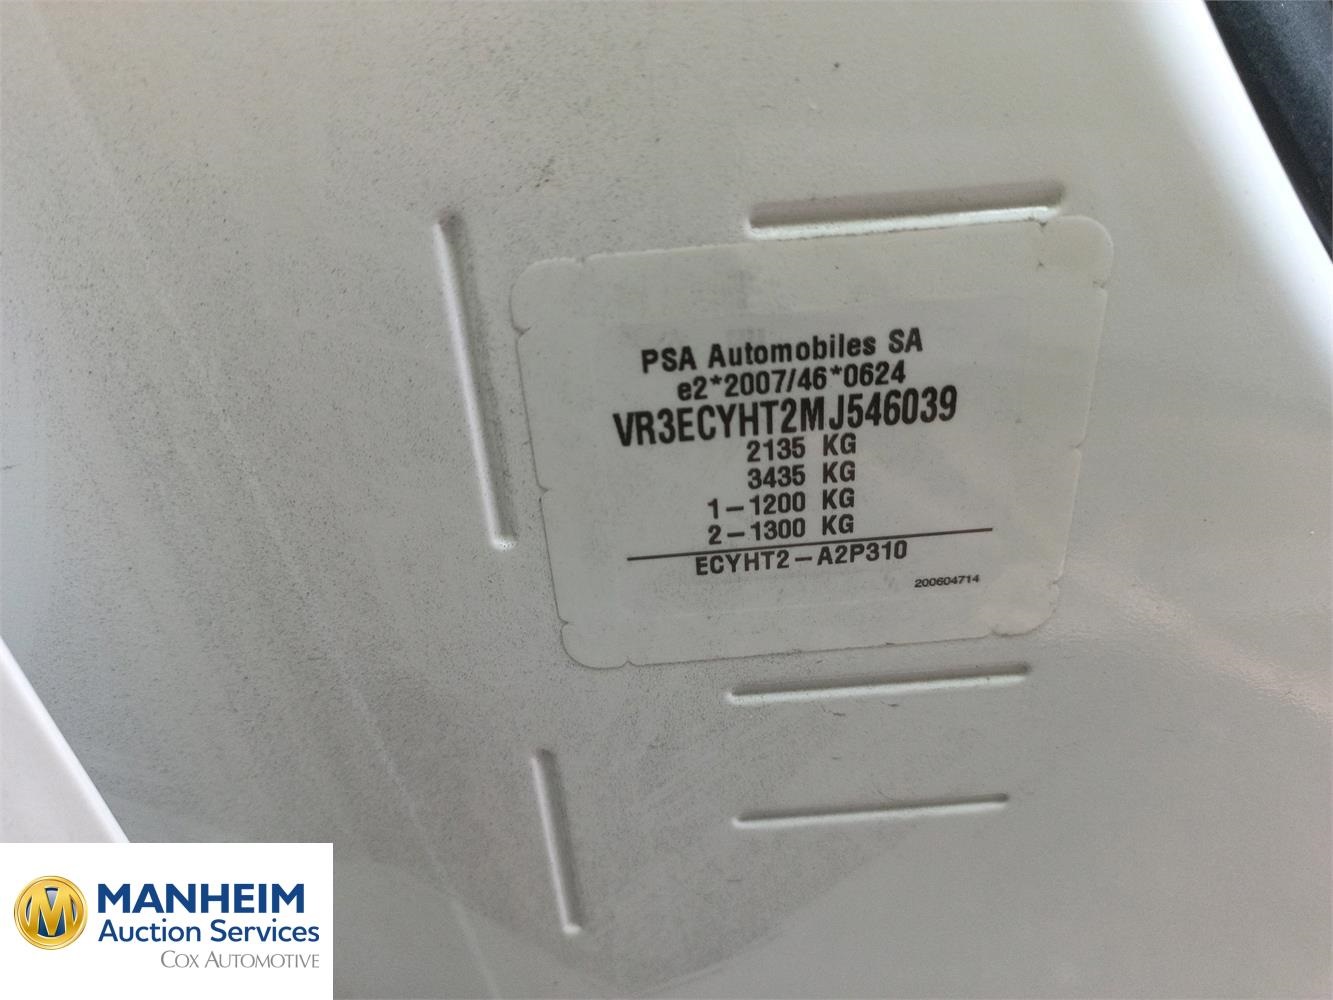 PSA Automobiles SA
e2*2007/46*0624
VR3ECYHT2MJ546039
2135 KG
3435 KG
1-1200 KG
2-1300 KG
ECYHT2-A2P310
200604714
MANHEIM
Auction Services
COX AUTOMOTIVE